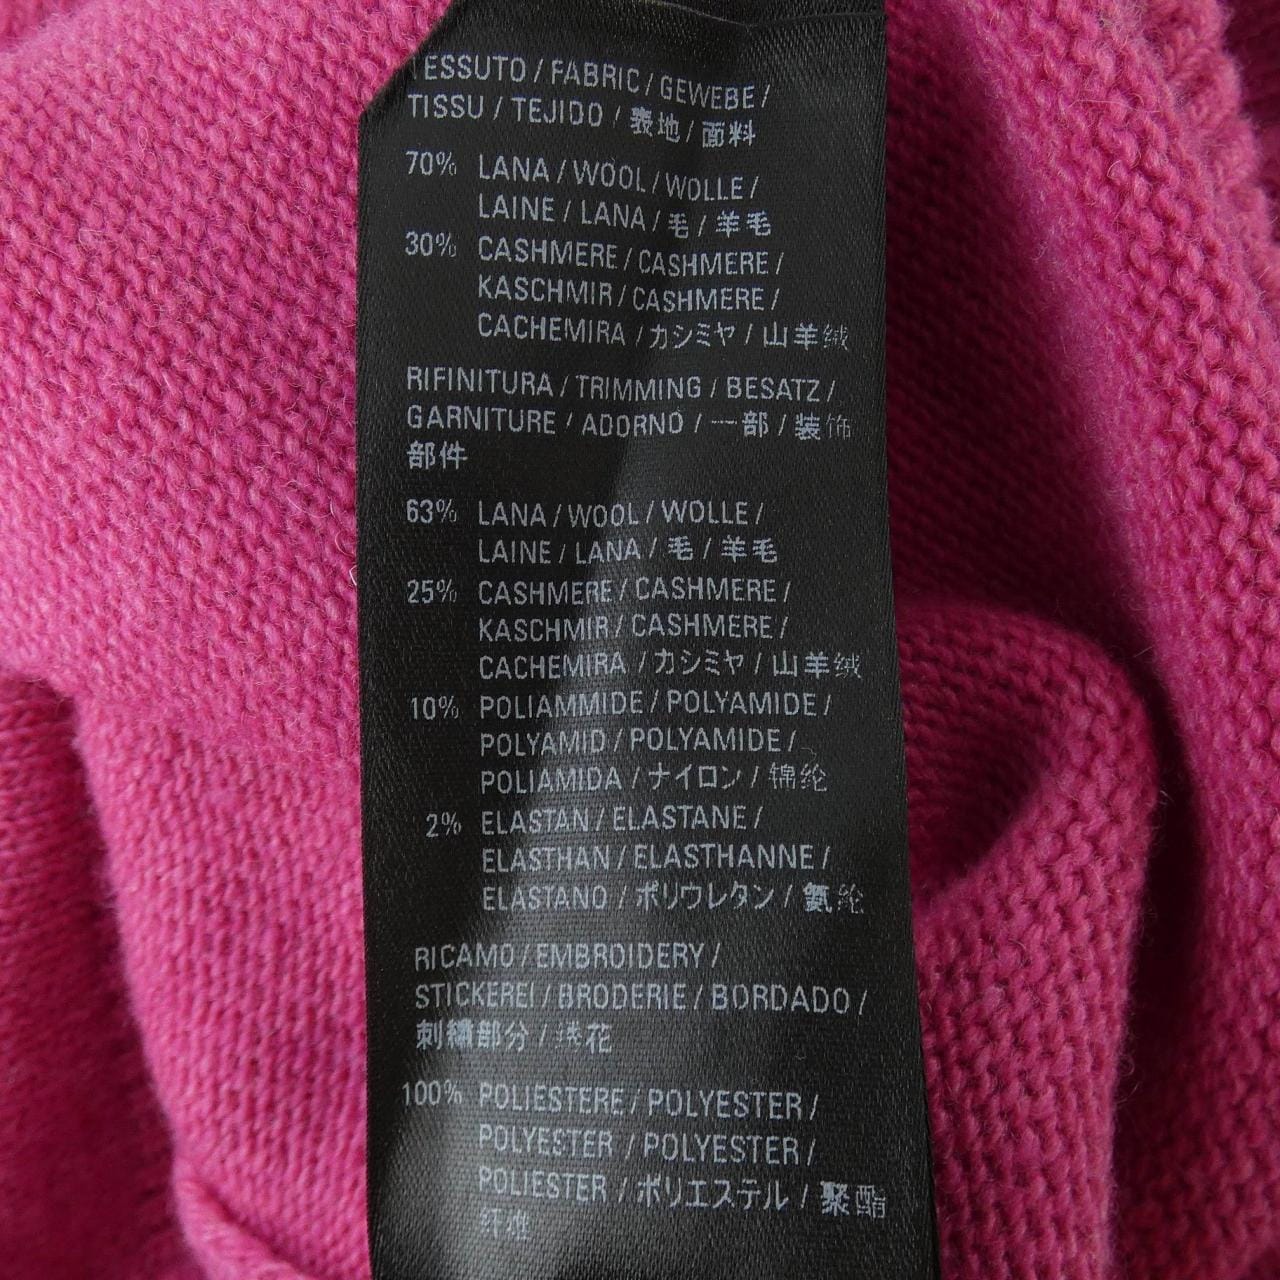 TESSUTO / FABRIC / GEWEBE /
TISSU / TEJIDO / 表地 / 面料
70% LANA / WOOL / WOLLE /
LAINE / LANA / 毛 / 羊毛
30% CASHMERE / CASHMERE /
KASCHMIR / CASHMERE /
CACHEMIRA / カシミヤ / 山羊绒
RIFINITURA / TRIMMING / BESATZ /
GARNITURE / ADORNO / 一部 / 装饰
部件
63% LANA / WOOL / WOLLE /
LAINE / LANA / 毛 / 羊毛
25% CASHMERE / CASHMERE /
KASCHMIR / CASHMERE /
CACHEMIRA / カシミヤ / 山羊绒
10% POLIAMMIDE / POLYAMIDE /
POLYAMID / POLYAMIDE /
POLIAMIDA / ナイロン / 锦纶
2% ELASTAN / ELASTANE /
ELASTHAN / ELASTHANNE /
ELASTANO / ポリウレタン / 氨纶
RICAMO / EMBROIDERY /
STICKEREI / BRODERIE / BORDADO /
刺繍部分 / 绣花
100% POLIESTERE / POLYESTER /
POLYESTER / POLYESTER /
POLIESTER / ポリエステル / 聚酯
纤维